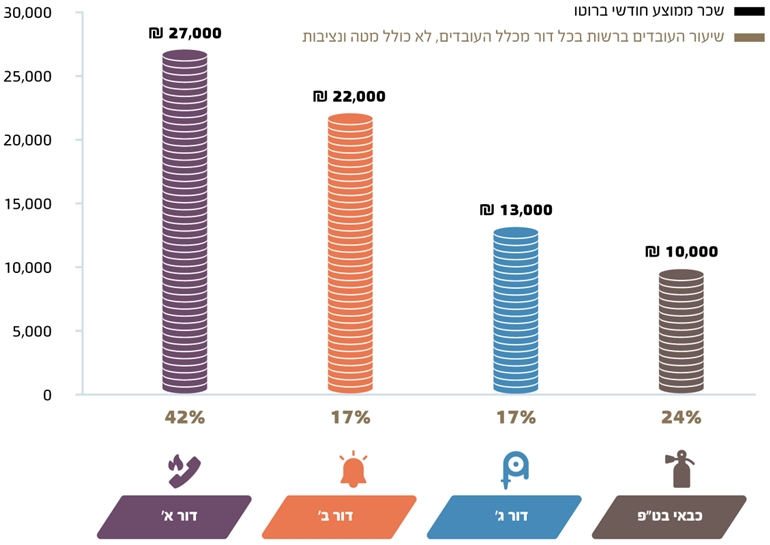 שכר ממוצע חודשי ברוטו
שיעור העובדים ברשות בכל דור מכלל העובדים, לא כולל מטה ונציבות
30,000
25,000
20,000
15,000
10,000
5,000
0
27,000 ₪
22,000 ₪
13,000 ₪
10,000 ₪
42%
17%
17%
24%
דור א'
דור ב'
דור ג'
כבאי בט"פ